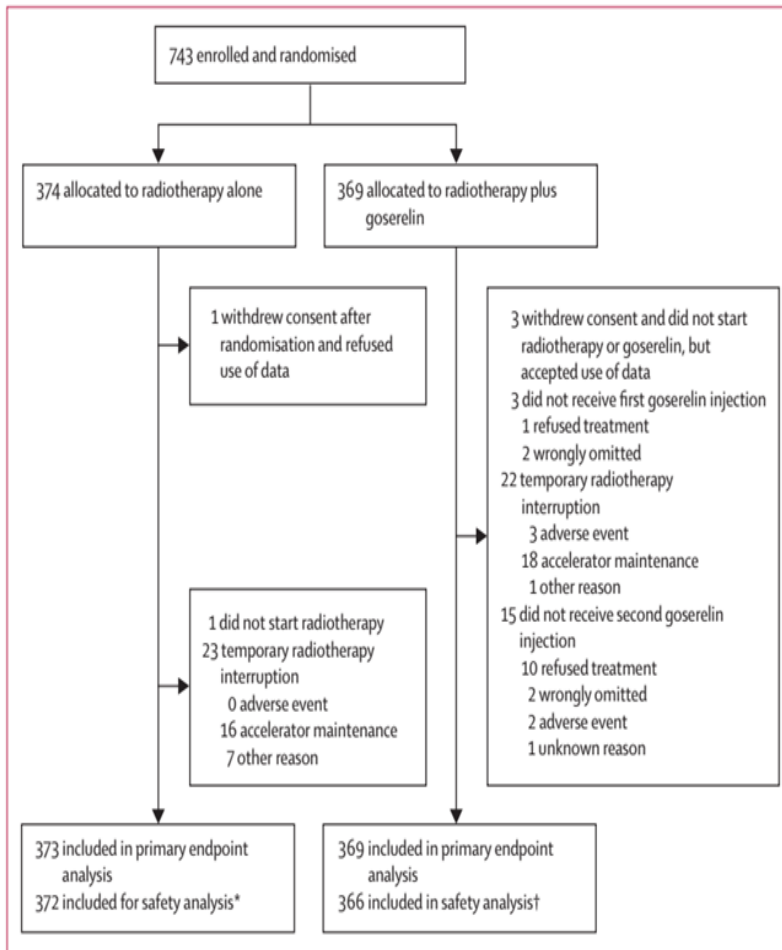 743 enrolled and randomised
374 allocated to radiotherapy alone
369 allocated to radiotherapy plus
goserelin
1 withdrew consent after
randomisation and refused
use of data
3 withdrew consent and did not start
radiotherapy or goserelin, but
accepted use of data
3 did not receive first goserelin injection
1 refused treatment
2 wrongly omitted
22 temporary radiotherapy
interruption
3 adverse event
18 accelerator maintenance
1 other reason
15 did not receive second goserelin
injection
10 refused treatment
2 wrongly omitted
2 adverse event
1 unknown reason
1 did not start radiotherapy
23 temporary radiotherapy
interruption
0 adverse event
16 accelerator maintenance
7 other reason
373 included in primary endpoint
analysis
372 included for safety analysis*
369 included in primary endpoint
analysis
366 included in safety analysis†